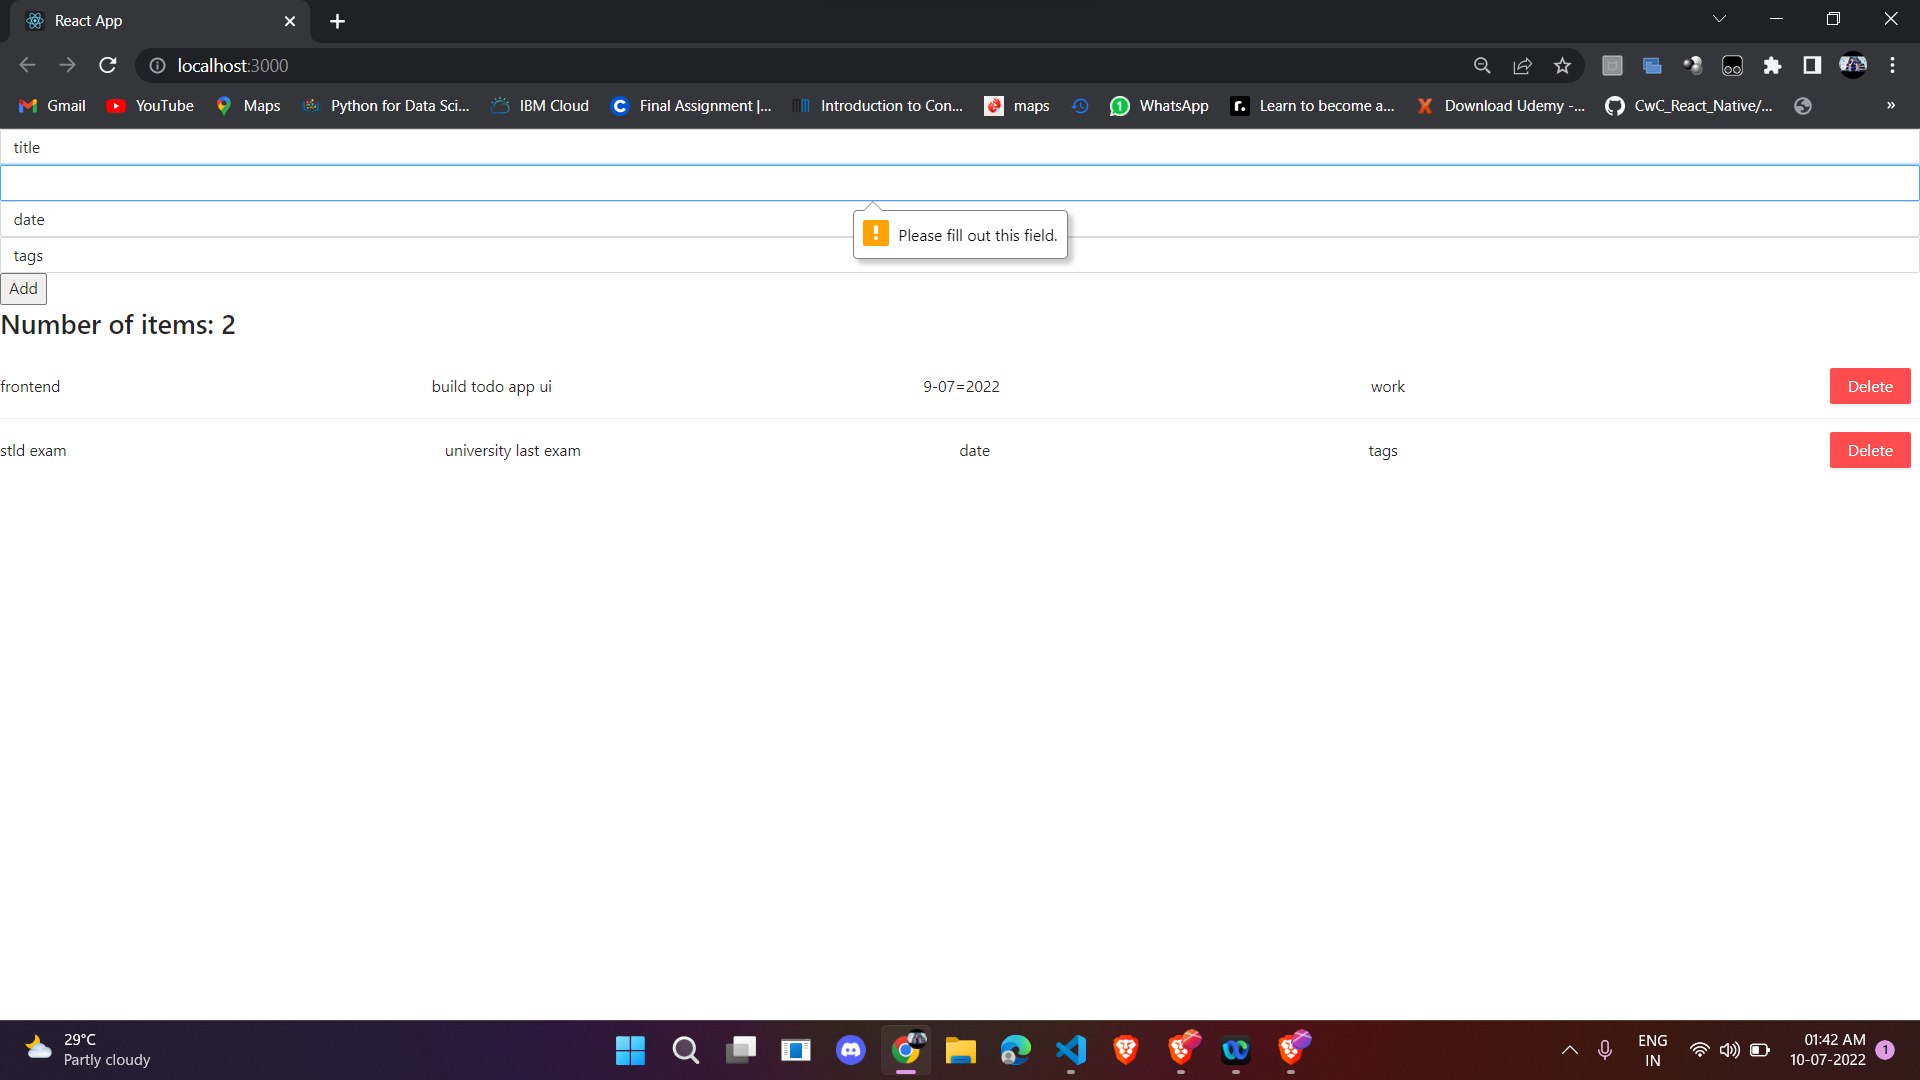 React App
localhost:3000
Gmail YouTube Maps Python for Data Sci... IBM Cloud Final Assignment |... Introduction to Con... maps WhatsApp Learn to become a... Download Udemy -... CwC_React_Native/... »
title
Please fill out this field.
date
tags
Add
Number of items: 2
frontend build todo app ui 9-07=2022 work Delete
stld exam university last exam date tags Delete
29°C
Partly cloudy
ENG
IN
01:42 AM
10-07-2022
1